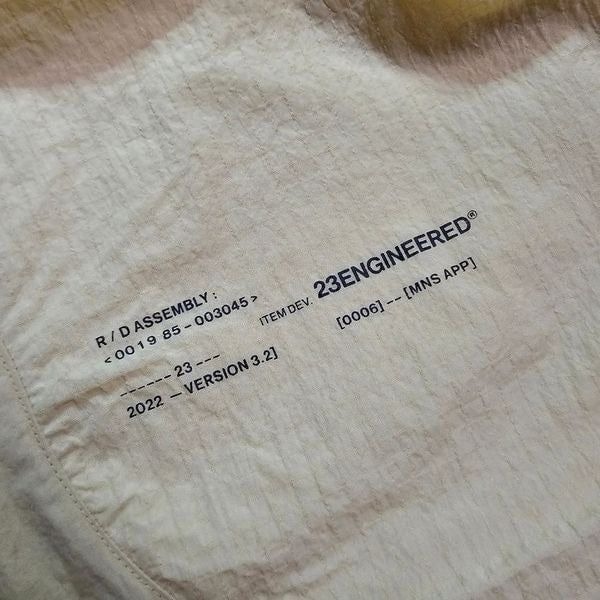 R / D ASSEMBLY :
< 0019 85 – 003045 >
ITEM DEV. 23ENGINEERED®
[0006] -- [MNS APP]
------ 23 ---
2022 — VERSION 3.2]